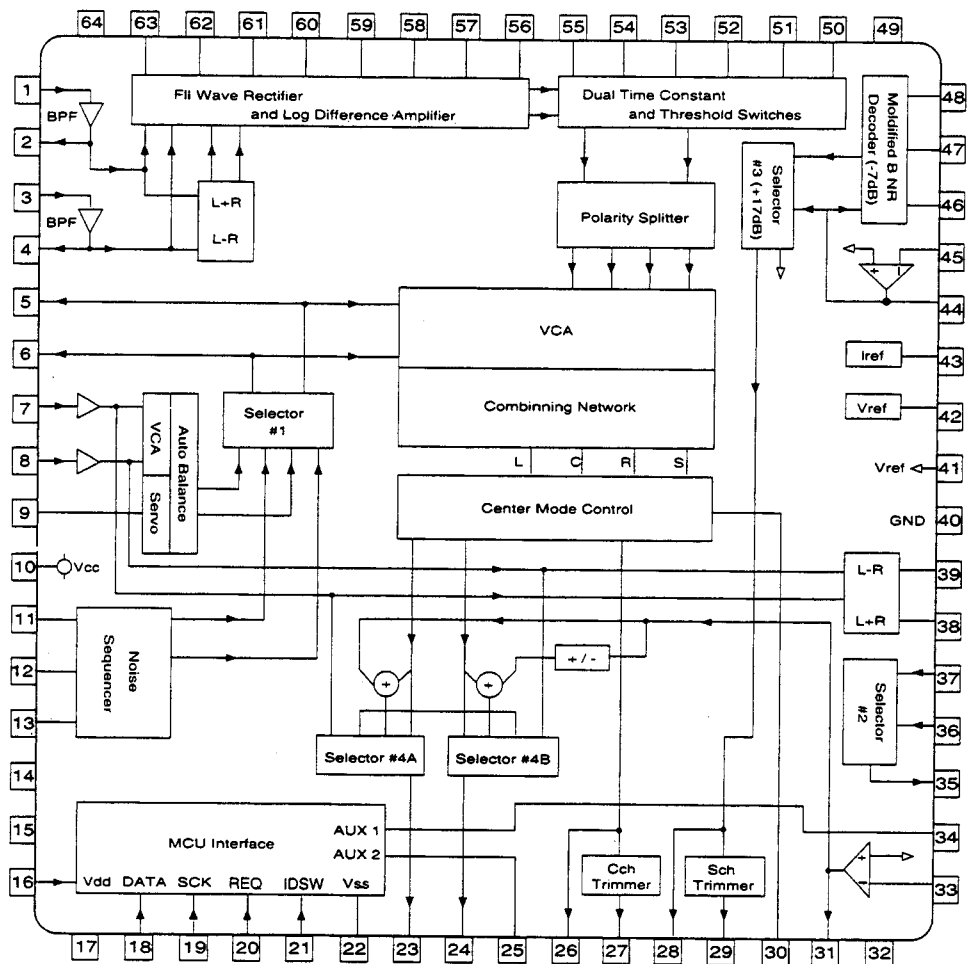 64 63 62 61 60 59 58 57 56 55 54 53 52 51 50 49
1
BPF
2
3
BPF
4
5
6
7
8
9
10
11
12
13
14
15
16
Fll Wave Rectifier
and Log Difference Amplifier
Dual Time Constant
and Threshold Switches
Moldified B NR
Decoder (-7dB)
48
47
46
45
44
43
42
41
40
39
38
37
36
35
34
33
L+R
L-R
Polarity Splitter
Selector
#3 (+17dB)
+ -
VCA
Combinning Network
Iref
Vref
Vref
GND
Selector
#1
VCA
Servo
Auto Balance
L C R S
Center Mode Control
Vcc
L-R
L+R
Noise
Sequencer
+ / -
+ +
Selector
#2
Selector #4A
Selector #4B
MCU Interface
AUX 1
AUX 2
Vdd DATA SCK REQ IDSW Vss
Cch
Trimmer
Sch
Trimmer
+
-
17 18 19 20 21 22 23 24 25 26 27 28 29 30 31 32